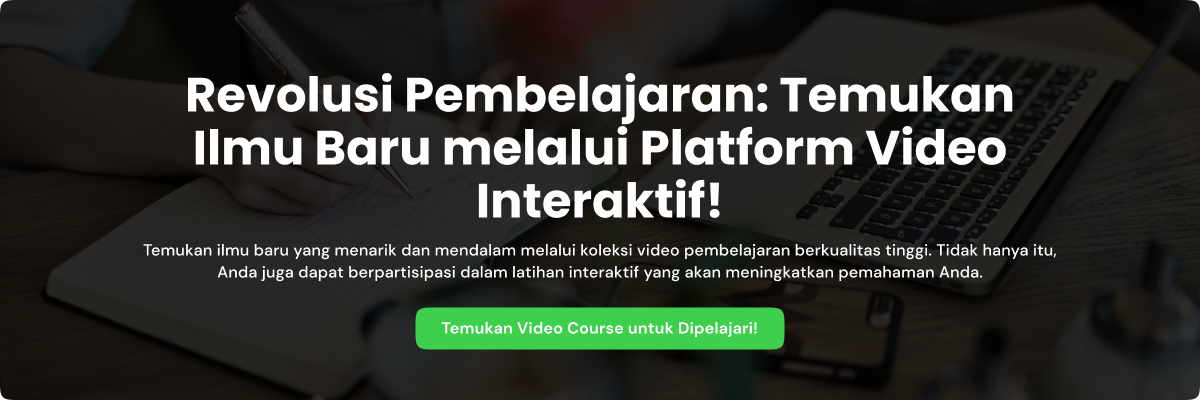 Revolusi Pembelajaran: Temukan
Ilmu Baru melalui Platform Video
Interaktif!
Temukan ilmu baru yang menarik dan mendalam melalui koleksi video pembelajaran berkualitas tinggi. Tidak hanya itu,
Anda juga dapat berpartisipasi dalam latihan interaktif yang akan meningkatkan pemahaman Anda.
Temukan Video Course untuk Dipelajari!